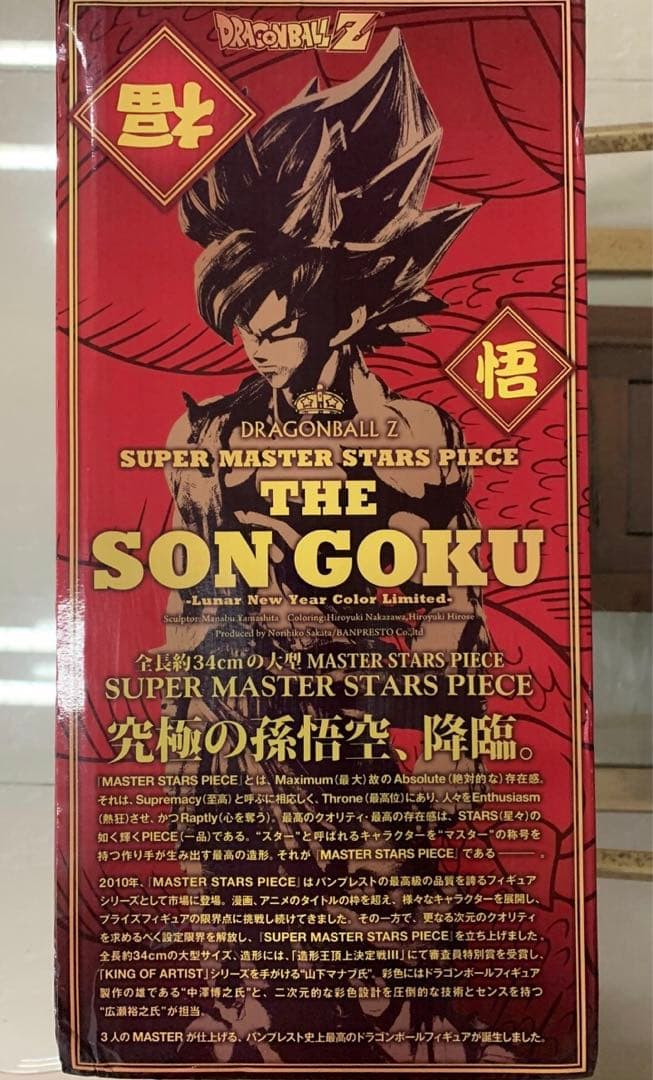 DRAGONBALL Z
福
悟
DRAGONBALL Z
SUPER MASTER STARS PIECE
THE
SON GOKU
-Lunar New Year Color Limited-
Sculptor:Manabu Yamashita Coloring:Hiroyuki Nakazawa,Hiroyuki Hirose
Produced by Norihiko Sakata/BANPRESTO Co.,ltd
全長約34cmの大型 MASTER STARS PIECE
SUPER MASTER STARS PIECE
究極の孫悟空、降臨。
「MASTER STARS PIECE」とは、Maximum(最大)故のAbsolute(絶対的な)存在感。
それは、Supremacy(至高)と呼ぶに相応しく、Throne(最高位)にあり、人々をEnthusiasm
(熱狂)させ、かつRaptly(心を奪う)、最高のクオリティ・最高の存在感は、STARS(星々)の
如く輝くPIECE(一品)である。“スター”と呼ばれるキャラクターを“マスター”の称号を
持つ作り手が生み出す最高の造形。それが「MASTER STARS PIECE」である――。
2010年、「MASTER STARS PIECE」はバンプレストの最高級の品質を誇るフィギュア
シリーズとして市場に登場。漫画、アニメのタイトルの枠を超え、様々なキャラクターを展開し、
プライズフィギュアの限界点に挑戦し続けてきました。その一方で、更なる次元のクオリティ
を求めるべく設定限界を解放し、「SUPER MASTER STARS PIECE」を立ち上げました。
全長約34cmの大型サイズ、造形には、「造形王頂上決定戦III」にて審査員特別賞を受賞し、
「KING OF ARTIST」シリーズを手がける“山下マナブ氏”。彩色にはドラゴンボールフィギュア
製作の雄である“中澤博之氏”と、二次元的な彩色設計を圧倒的な技術とセンスを持つ
“広瀬裕之氏”が担当。
3人のMASTERが仕上げる、バンプレスト史上最高のドラゴンボールフィギュアが誕生しました。